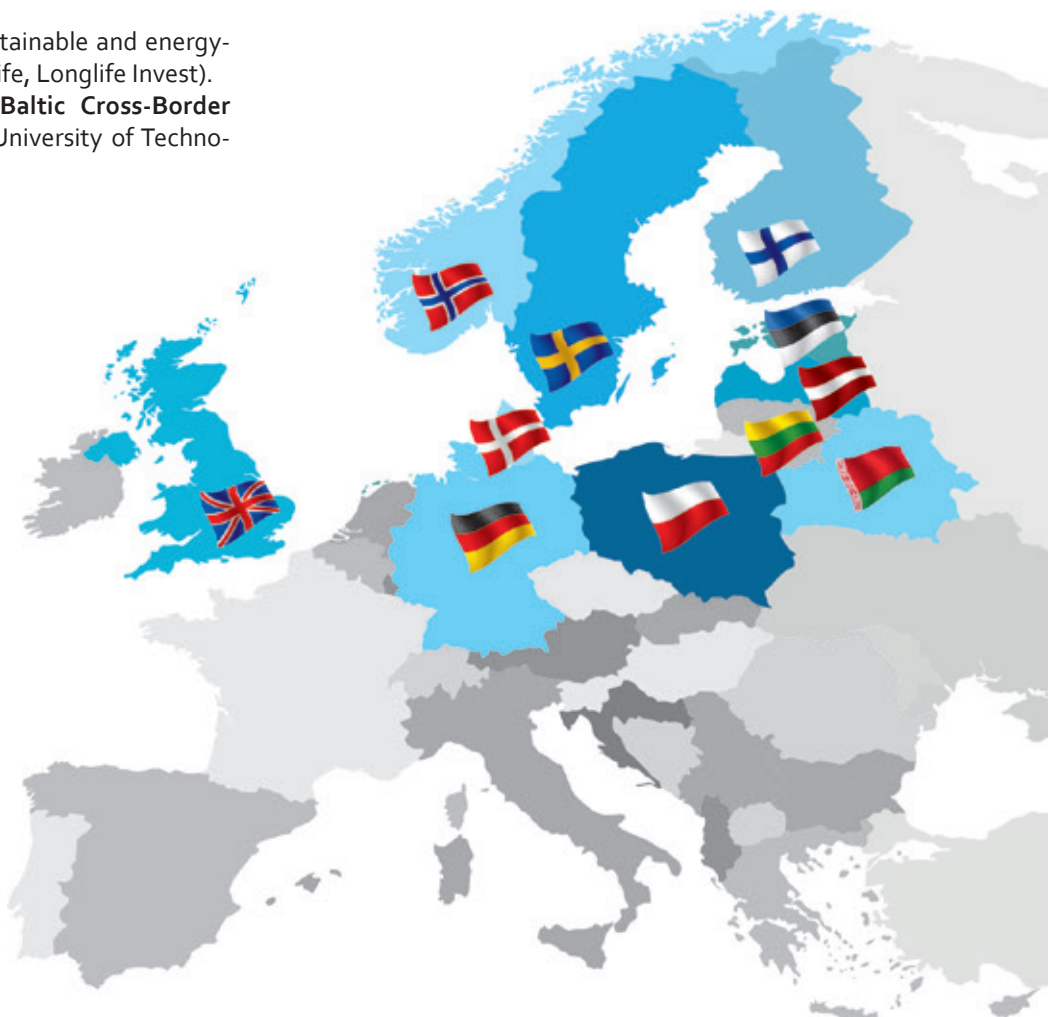 tainable and energy-
ife, Longlife Invest).
Baltic Cross-Border
University of Techno-